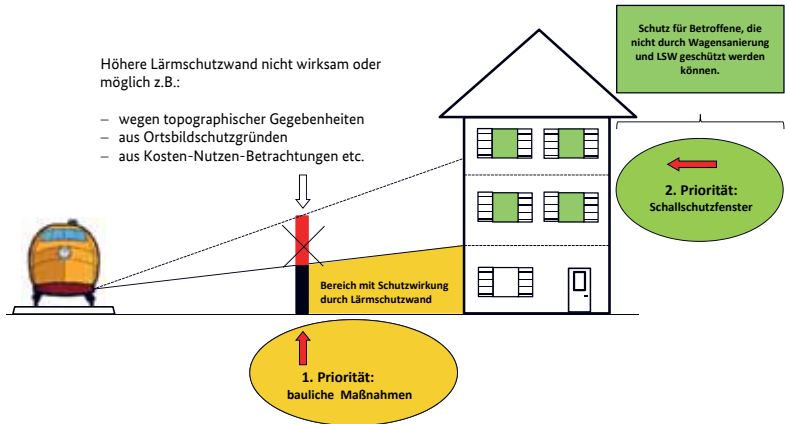 Höhere Lärmschutzwand nicht wirksam oder
möglich z.B.:
– wegen topographischer Gegebenheiten
– aus Ortsbildschutzgründen
– aus Kosten-Nutzen-Betrachtungen etc.
Schutz für Betroffene, die
nicht durch Wagensanierung
und LSW geschützt werden
können.
2. Priorität:
Schallschutzfenster
Bereich mit Schutzwirkung
durch Lärmschutzwand
1. Priorität:
bauliche Maßnahmen